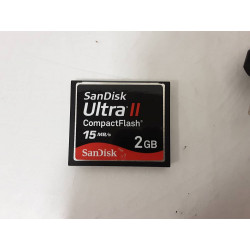 SanDisk
Ultra II
CompactFlash®
15 MB/s
2GB
SanDisk